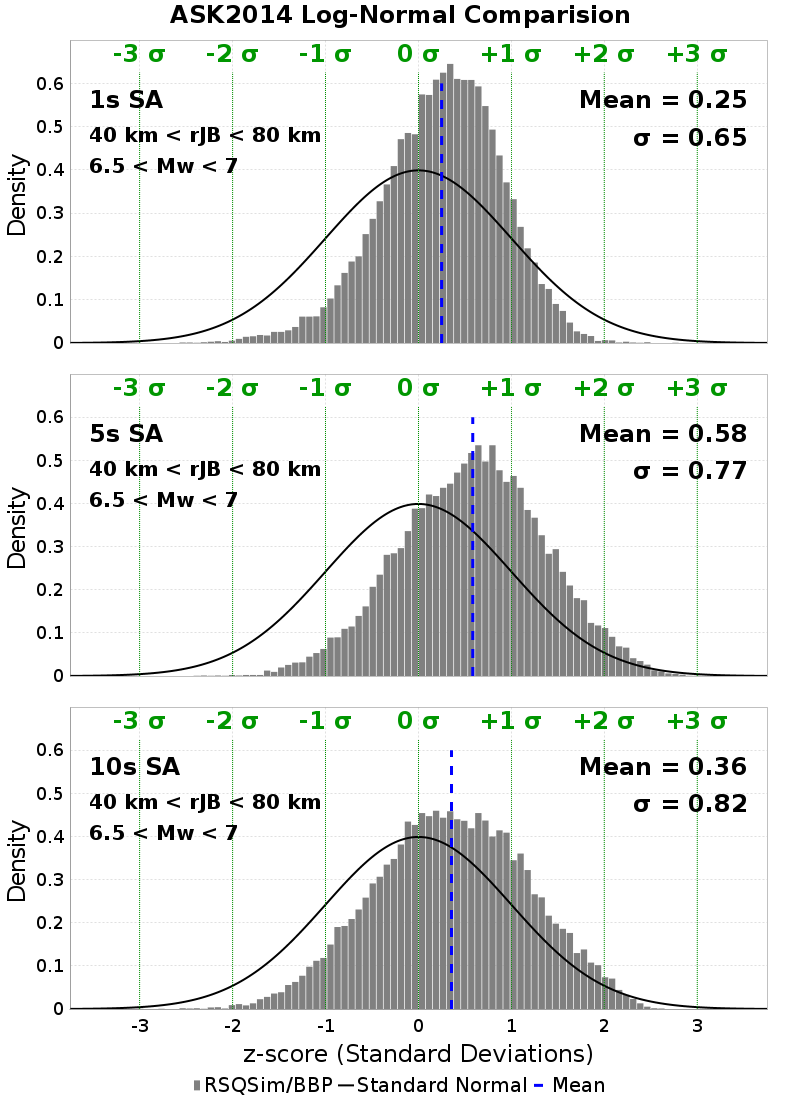 ASK2014 Log-Normal Comparision
-3 σ -2 σ -1 σ 0 σ +1 σ +2 σ +3 σ
1s SA
40 km < rJB < 80 km
6.5 < Mw < 7
Mean = 0.25
σ = 0.65
0.6
0.5
0.4
0.3
0.2
0.1
0
Density
-3 σ -2 σ -1 σ 0 σ +1 σ +2 σ +3 σ
5s SA
40 km < rJB < 80 km
6.5 < Mw < 7
Mean = 0.58
σ = 0.77
0.6
0.5
0.4
0.3
0.2
0.1
0
Density
-3 σ -2 σ -1 σ 0 σ +1 σ +2 σ +3 σ
10s SA
40 km < rJB < 80 km
6.5 < Mw < 7
Mean = 0.36
σ = 0.82
0.6
0.5
0.4
0.3
0.2
0.1
0
Density
-3 -2 -1 0 1 2 3
z-score (Standard Deviations)
RSQSim/BBP Standard Normal Mean